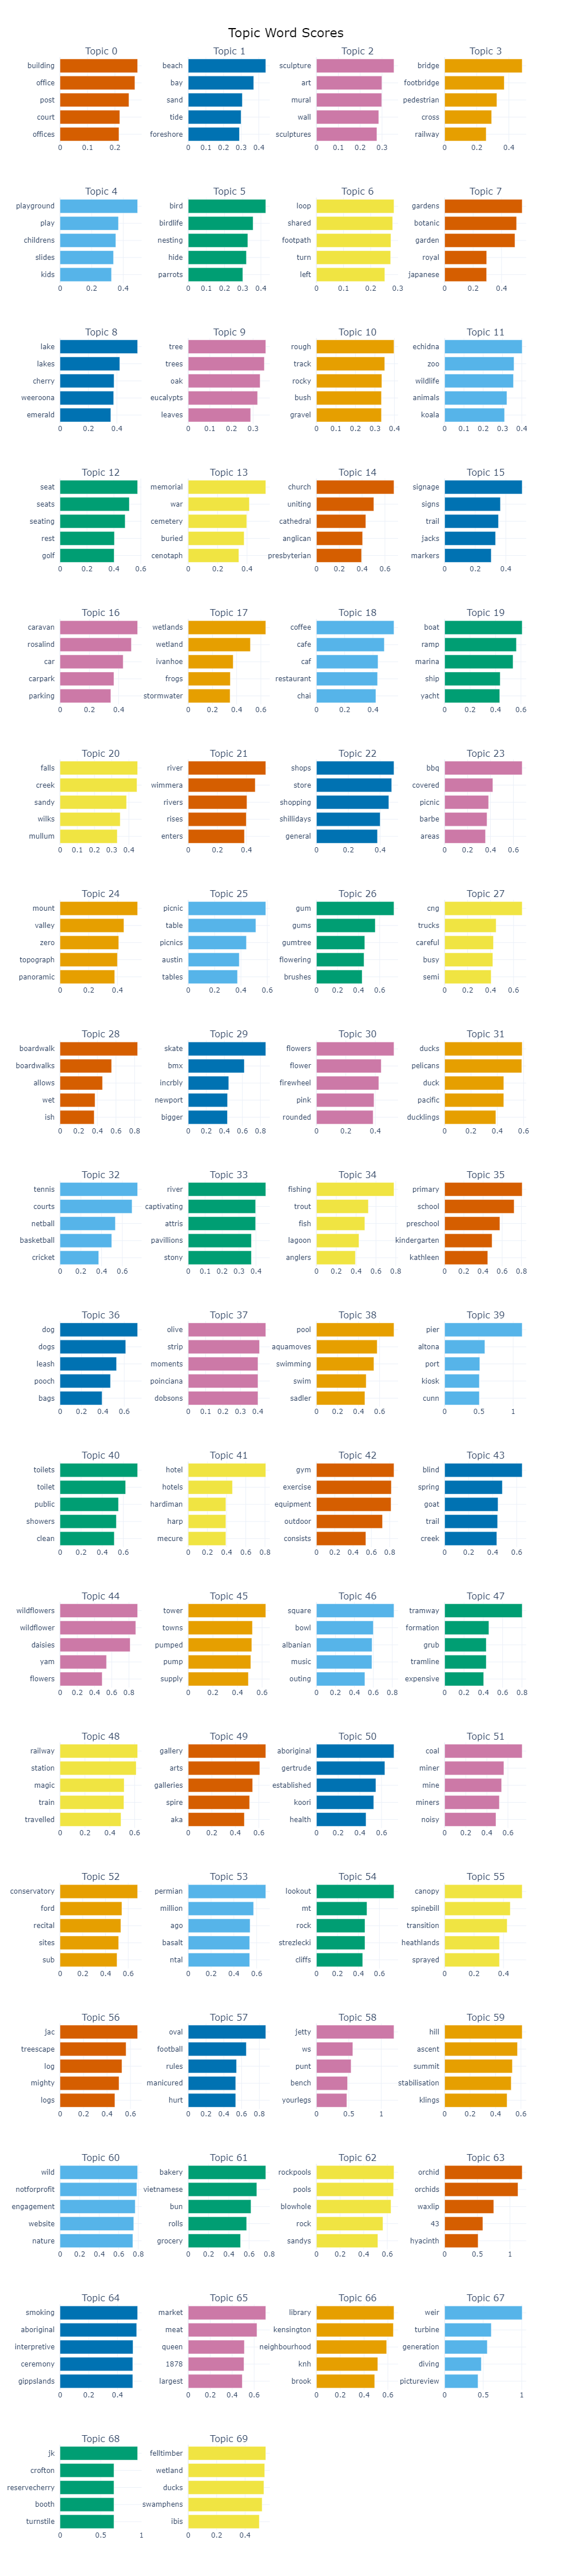 Topic Word Scores
Topic 0 Topic 1 Topic 2 Topic 3
building beach sculpture bridge
office bay art footbridge
post sand mural pedestrian
court tide wall cross
offices foreshore sculptures railway
0 0.1 0.2 0 0.1 0.2 0.3 0.4 0 0.1 0.2 0.3 0 0.2 0.4
Topic 4 Topic 5 Topic 6 Topic 7
playground bird loop gardens
play birdlife shared botanic
childrens nesting footpath garden
slides hide turn royal
kids parrots left japanese
0 0.2 0.4 0 0.1 0.2 0.3 0.4 0 0.1 0.2 0.3 0 0.2 0.4
Topic 8 Topic 9 Topic 10 Topic 11
lake tree rough echidna
lakes trees track zoo
cherry oak rocky wildlife
weeroona eucalypts bush animals
emerald leaves gravel koala
0 0.2 0.4 0 0.1 0.2 0.3 0 0.1 0.2 0.3 0.4 0 0.1 0.2 0.3 0.4
Topic 12 Topic 13 Topic 14 Topic 15
seat memorial church signage
seats war uniting signs
seating cemetery cathedral trail
rest buried anglican jacks
golf cenotaph presbyterian markers
0 0.2 0.4 0.6 0 0.2 0.4 0 0.2 0.4 0.6 0 0.2 0.4
Topic 16 Topic 17 Topic 18 Topic 19
caravan wetlands coffee boat
rosalind wetland cafe ramp
car ivanhoe caf marina
carpark frogs restaurant ship
parking stormwater chai yacht
0 0.2 0.4 0 0.2 0.4 0.6 0 0.2 0.4 0 0.2 0.4 0.6
Topic 20 Topic 21 Topic 22 Topic 23
falls river shops bbq
creek wimmera store covered
sandy rivers shopping picnic
wilks rises shillidays barbe
mullum enters general areas
0 0.1 0.2 0.3 0.4 0 0.2 0.4 0 0.2 0.4 0 0.2 0.4 0.6
Topic 24 Topic 25 Topic 26 Topic 27
mount picnic gum cng
valley table gums trucks
zero picnics gumtree careful
topograph austin flowering busy
panoramic tables brushes semi
0 0.2 0.4 0 0.2 0.4 0.6 0 0.2 0.4 0.6 0 0.2 0.4 0.6
Topic 28 Topic 29 Topic 30 Topic 31
boardwalk skate flowers ducks
boardwalks bmx flower pelicans
allows incrbly firewheel duck
wet newport pink pacific
ish bigger rounded ducklings
0 0.2 0.4 0.6 0.8 0 0.2 0.4 0.6 0.8 0 0.2 0.4 0 0.2 0.4 0.6
Topic 32 Topic 33 Topic 34 Topic 35
tennis river fishing primary
courts captivating trout school
netball attris fish preschool
basketball pavillions lagoon kindergarten
cricket stony anglers kathleen
0 0.2 0.4 0.6 0 0.1 0.2 0.3 0.4 0 0.2 0.4 0.6 0.8 0 0.2 0.4 0.6 0.8
Topic 36 Topic 37 Topic 38 Topic 39
dog olive pool pier
dogs strip aquamoves altona
leash moments swimming port
pooch poinciana swim kiosk
bags dobsons sadler cunn
0 0.2 0.4 0.6 0 0.1 0.2 0.3 0.4 0 0.2 0.4 0.6 0 0.5 1
Topic 40 Topic 41 Topic 42 Topic 43
toilets hotel gym blind
toilet hotels exercise spring
public hardiman equipment goat
showers harp outdoor trail
clean mecure consists creek
0 0.2 0.4 0.6 0 0.2 0.4 0.6 0.8 0 0.2 0.4 0.6 0.8 0 0.2 0.4 0.6
Topic 44 Topic 45 Topic 46 Topic 47
wildflowers tower square tramway
wildflower towns bowl formation
daisies pumped albanian grub
yam pump music tramline
flowers supply outing expensive
0 0.2 0.4 0.6 0.8 0 0.2 0.4 0.6 0 0.2 0.4 0.6 0.8 0 0.2 0.4 0.6 0.8
Topic 48 Topic 49 Topic 50 Topic 51
railway gallery aboriginal coal
station arts gertrude miner
magic galleries established mine
train spire koori miners
travelled aka health noisy
0 0.2 0.4 0.6 0 0.2 0.4 0.6 0 0.2 0.4 0.6 0 0.2 0.4 0.6
Topic 52 Topic 53 Topic 54 Topic 55
conservatory permian lookout canopy
ford million mt spinebill
recital ago rock transition
sites basalt strezlecki heathlands
sub ntal cliffs sprayed
0 0.2 0.4 0.6 0 0.2 0.4 0.6 0 0.2 0.4 0.6 0 0.2 0.4
Topic 56 Topic 57 Topic 58 Topic 59
jac oval jetty hill
treescape football ws ascent
log rules punt summit
mighty manicured bench stabilisation
logs hurt yourlegs klings
0 0.2 0.4 0.6 0 0.2 0.4 0.6 0.8 0 0.5 1 0 0.2 0.4 0.6
Topic 60 Topic 61 Topic 62 Topic 63
wild bakery rockpools orchid
notforprofit vietnamese pools orchids
engagement bun blowhole waxlip
website rolls rock 43
nature grocery sandys hyacinth
0 0.2 0.4 0.6 0.8 0 0.2 0.4 0.6 0 0.2 0.4 0.6 0 0.5 1
Topic 64 Topic 65 Topic 66 Topic 67
smoking market library weir
aboriginal meat kensington turbine
interpretive queen neighbourhood generation
ceremony 1878 knh diving
gippslands largest brook pictureview
0 0.2 0.4 0 0.2 0.4 0.6 0 0.2 0.4 0.6 0 0.5 1
Topic 68 Topic 69
jk felltimber
crofton wetland
reservecherry ducks
booth swamphens
turnstile ibis
0 0.5 1 0 0.2 0.4